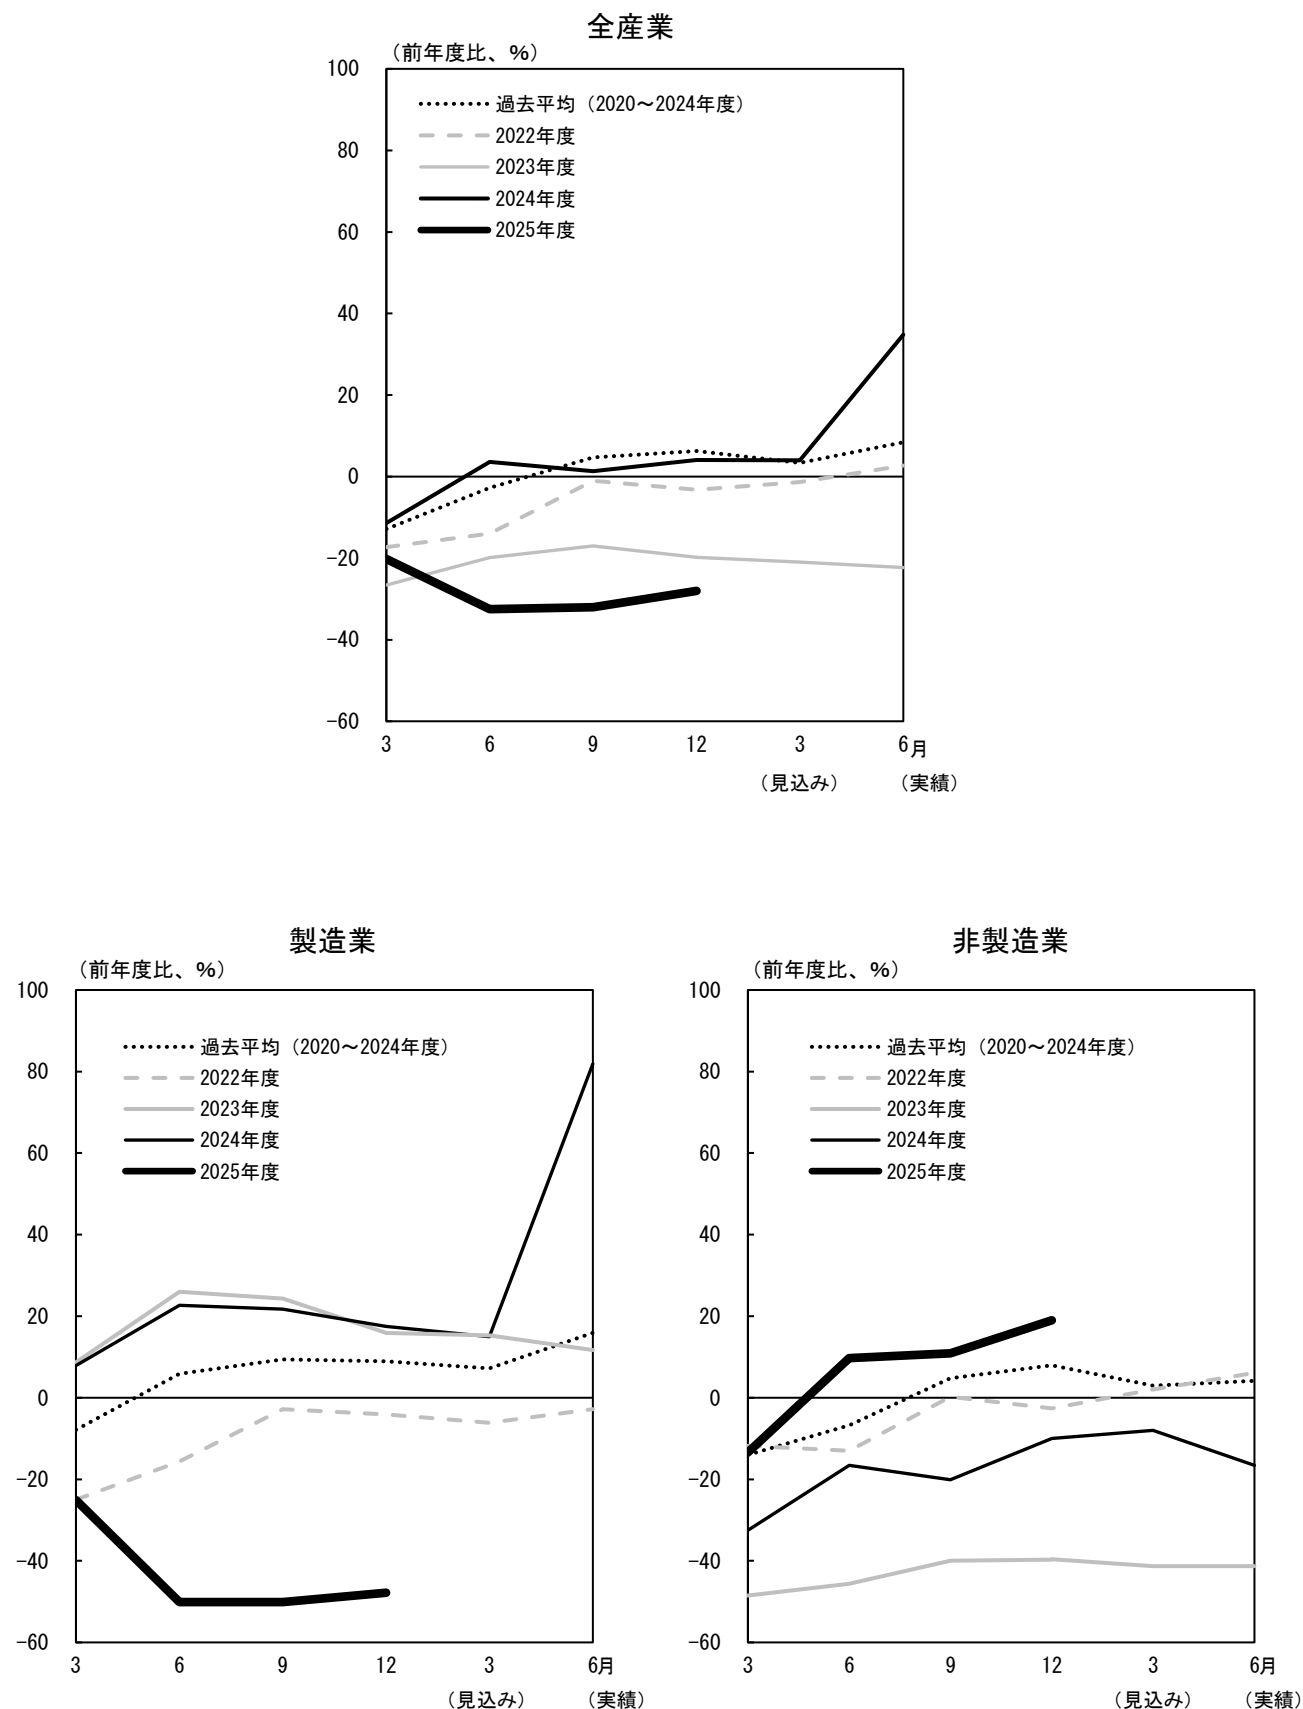 全産業
（前年度比、%）
100
80
60
40
20
0
-20
-40
-60
過去平均（2020～2024年度）
2022年度
2023年度
2024年度
2025年度
3 6 9 12 3 6月
（見込み） （実績）
製造業
（前年度比、%）
100
80
60
40
20
0
-20
-40
-60
過去平均（2020～2024年度）
2022年度
2023年度
2024年度
2025年度
3 6 9 12 3 6月
（見込み） （実績）
非製造業
（前年度比、%）
100
80
60
40
20
0
-20
-40
-60
過去平均（2020～2024年度）
2022年度
2023年度
2024年度
2025年度
3 6 9 12 3 6月
（見込み） （実績）